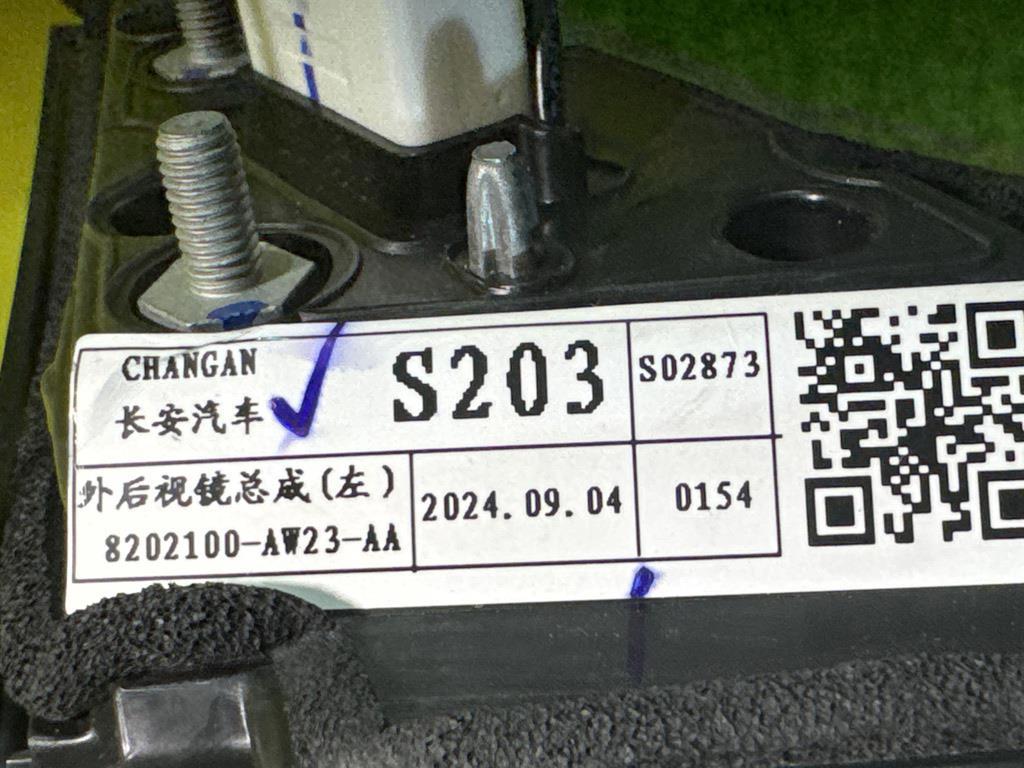 CHANGAN
长安汽车
S203
S02873
外后视镜总成(左)
8202100-AW23-AA
2024.09.04
0154